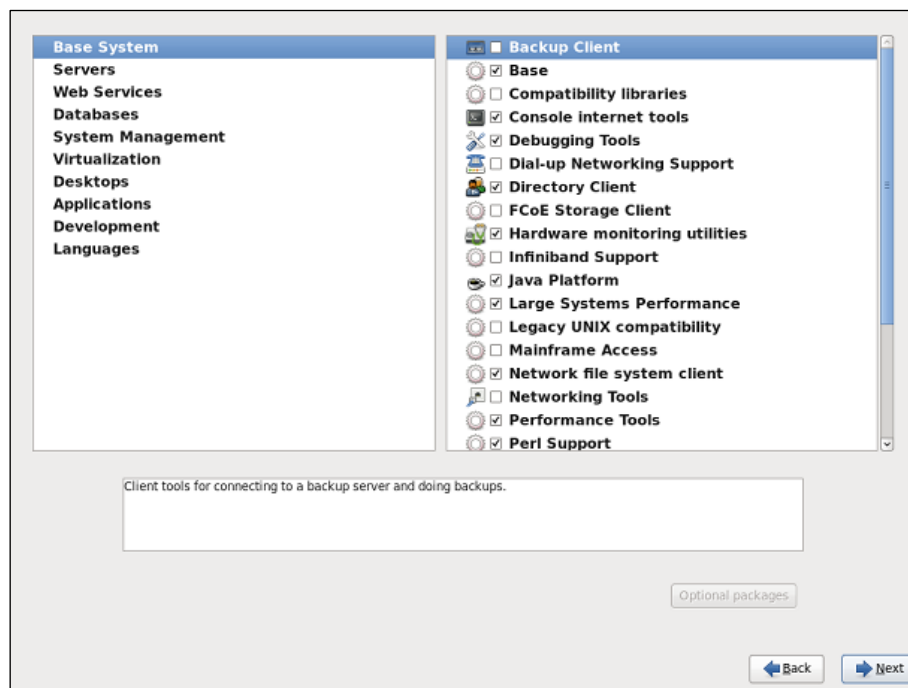 Base System
Servers
Web Services
Databases
System Management
Virtualization
Desktops
Applications
Development
Languages
Backup Client
Base
Compatibility libraries
Console internet tools
Debugging Tools
Dial-up Networking Support
Directory Client
FCoE Storage Client
Hardware monitoring utilities
Infiniband Support
Java Platform
Large Systems Performance
Legacy UNIX compatibility
Mainframe Access
Network file system client
Networking Tools
Performance Tools
Perl Support
Client tools for connecting to a backup server and doing backups.
Optional packages
Back
Next